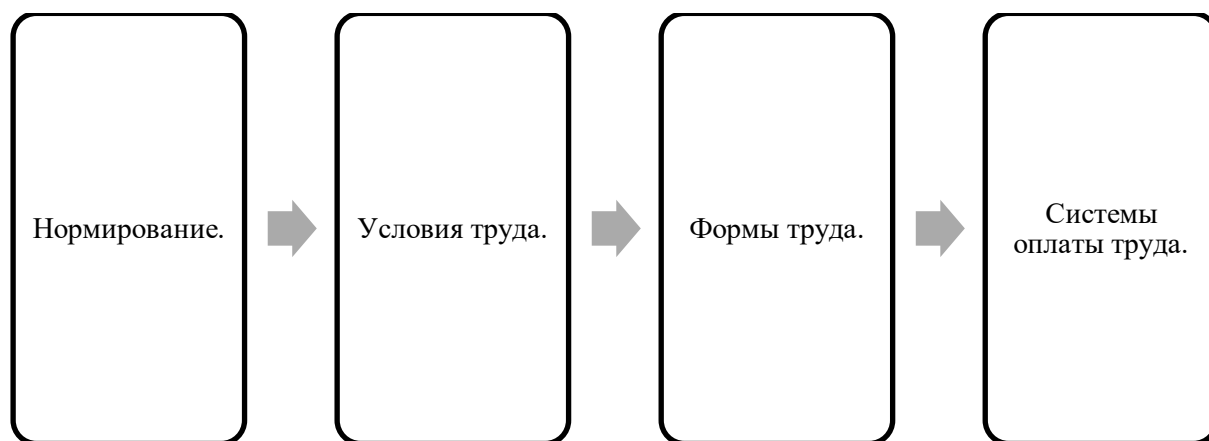 Нормирование.
Условия труда.
Формы труда.
Системы
оплаты труда.